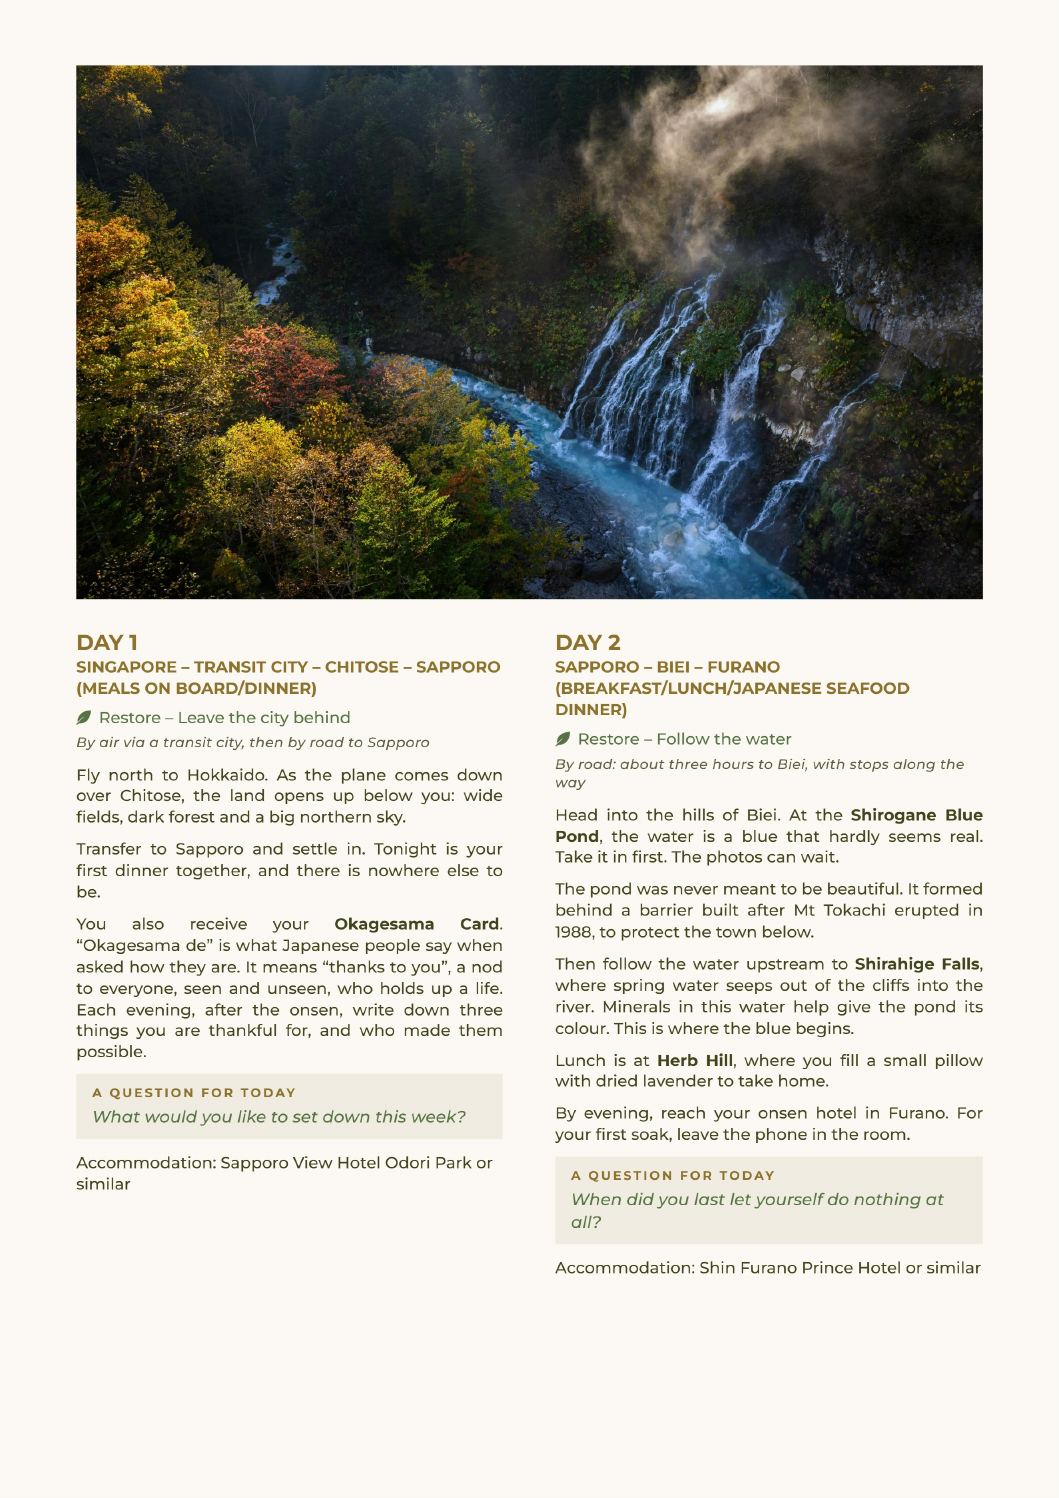 DAY 1
SINGAPORE – TRANSIT CITY – CHITOSE – SAPPORO
(MEALS ON BOARD/DINNER)
Restore – Leave the city behind
By air via a transit city, then by road to Sapporo
Fly north to Hokkaido. As the plane comes down
over Chitose, the land opens up below you: wide
fields, dark forest and a big northern sky.
Transfer to Sapporo and settle in. Tonight is your
first dinner together, and there is nowhere else to
be.
You also receive your Okagesama Card.
“Okagesama de” is what Japanese people say when
asked how they are. It means “thanks to you”, a nod
to everyone, seen and unseen, who holds up a life.
Each evening, after the onsen, write down three
things you are thankful for, and who made them
possible.
A QUESTION FOR TODAY
What would you like to set down this week?
Accommodation: Sapporo View Hotel Odori Park or
similar
DAY 2
SAPPORO – BIEI – FURANO
(BREAKFAST/LUNCH/JAPANESE SEAFOOD
DINNER)
Restore – Follow the water
By road: about three hours to Biei, with stops along the
way
Head into the hills of Biei. At the Shirogane Blue
Pond, the water is a blue that hardly seems real.
Take it in first. The photos can wait.
The pond was never meant to be beautiful. It formed
behind a barrier built after Mt Tokachi erupted in
1988, to protect the town below.
Then follow the water upstream to Shirahige Falls,
where spring water seeps out of the cliffs into the
river. Minerals in this water help give the pond its
colour. This is where the blue begins.
Lunch is at Herb Hill, where you fill a small pillow
with dried lavender to take home.
By evening, reach your onsen hotel in Furano. For
your first soak, leave the phone in the room.
A QUESTION FOR TODAY
When did you last let yourself do nothing at
all?
Accommodation: Shin Furano Prince Hotel or similar